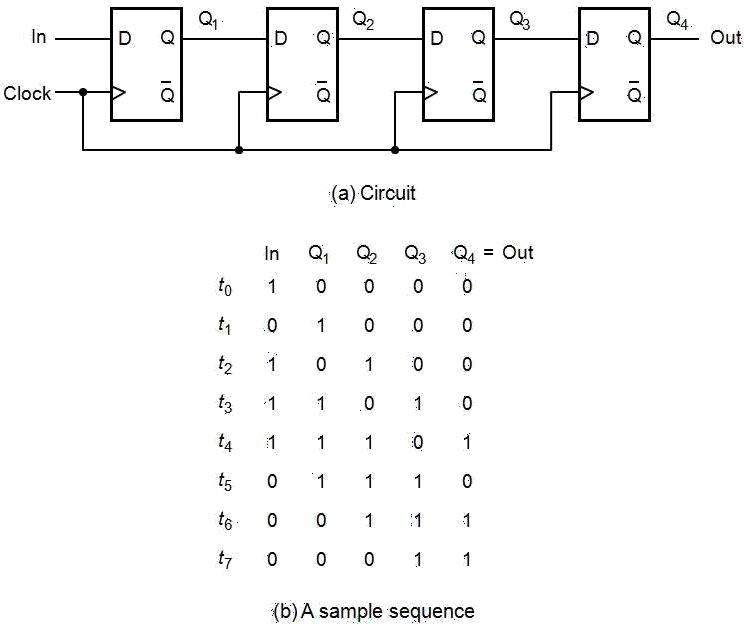 Q1 Q2 Q3 Q4
In D Q D Q D Q D Q Out
Clock Q̅ Q̅ Q̅ Q̅
(a) Circuit
In Q1 Q2 Q3 Q4 = Out
t0 1 0 0 0 0
t1 0 1 0 0 0
t2 1 0 1 0 0
t3 1 1 0 1 0
t4 1 1 1 0 1
t5 0 1 1 1 0
t6 0 0 1 1 1
t7 0 0 0 1 1
(b) A sample sequence